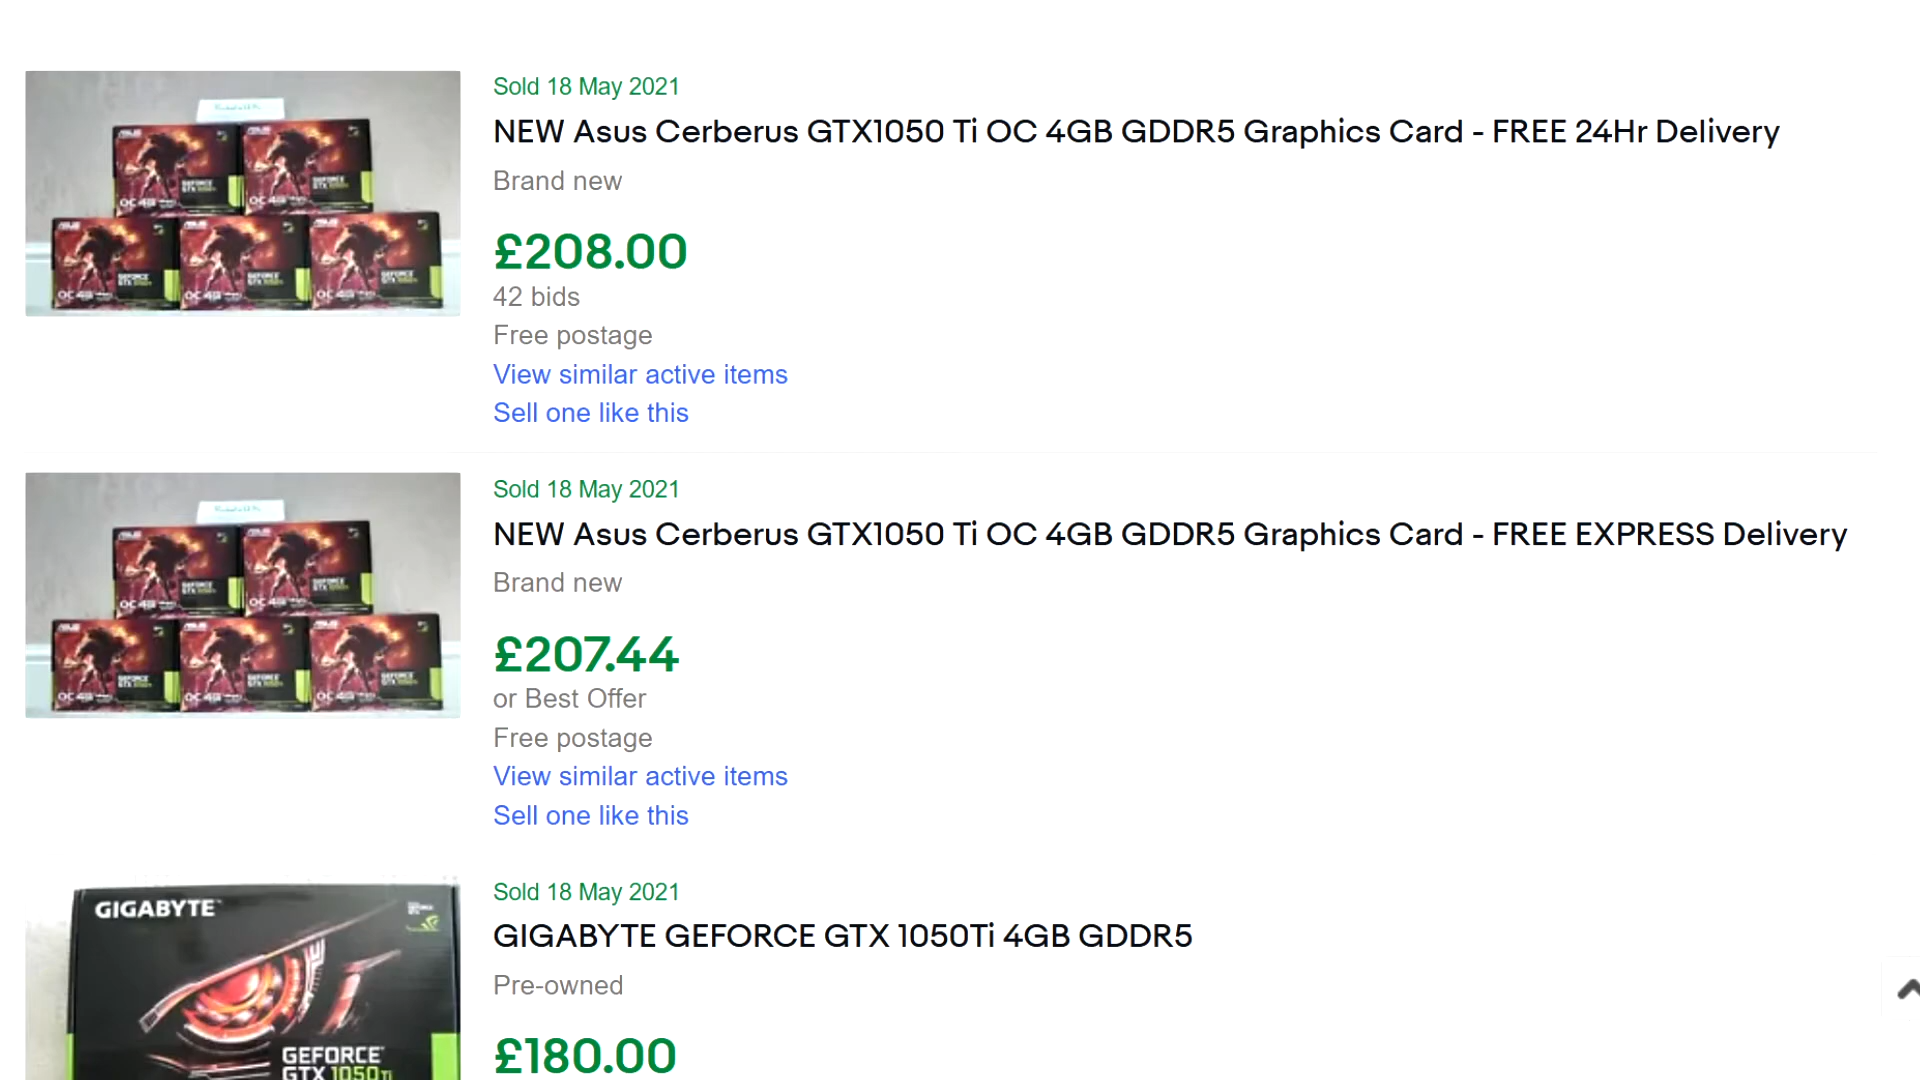 Sold 18 May 2021
NEW Asus Cerberus GTX1050 Ti OC 4GB GDDR5 Graphics Card - FREE 24Hr Delivery
Brand new
£208.00
42 bids
Free postage
View similar active items
Sell one like this
Sold 18 May 2021
NEW Asus Cerberus GTX1050 Ti OC 4GB GDDR5 Graphics Card - FREE EXPRESS Delivery
Brand new
£207.44
or Best Offer
Free postage
View similar active items
Sell one like this
GIGABYTE
GEFORCE
GTX 1050 Ti
Sold 18 May 2021
GIGABYTE GEFORCE GTX 1050Ti 4GB GDDR5
Pre-owned
£180.00